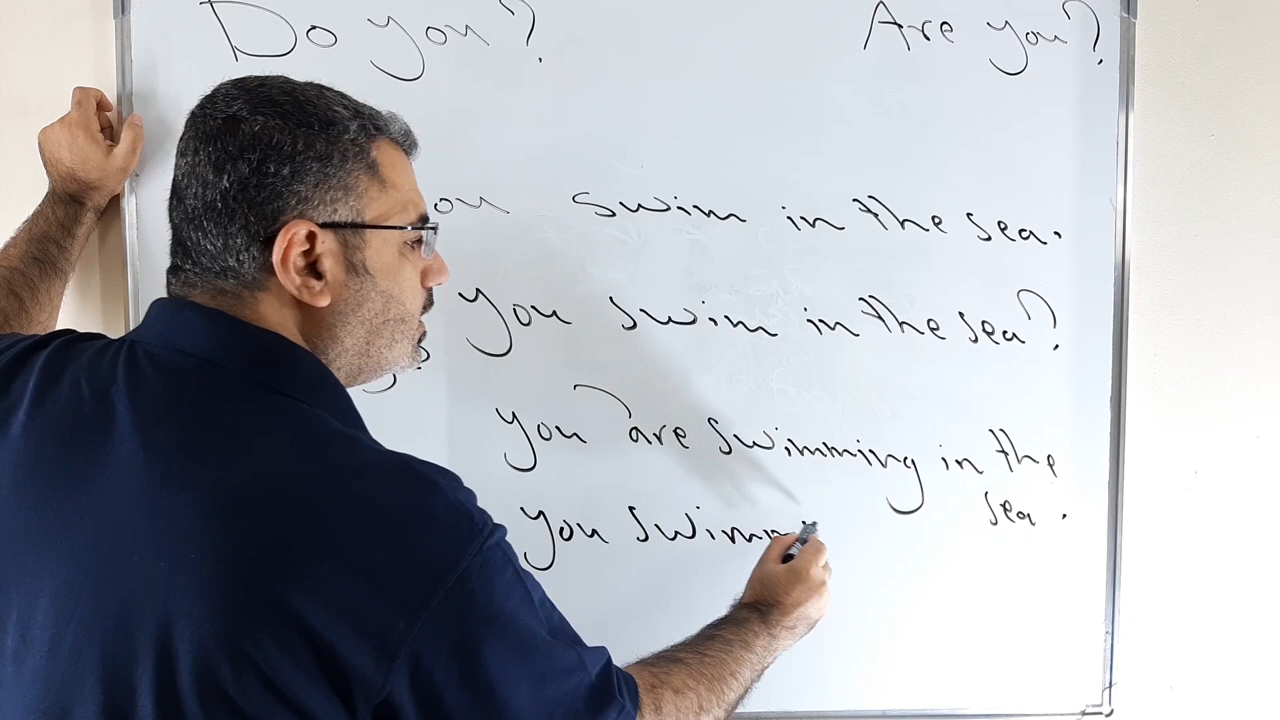 Do you? Are you?
ou swim in the sea.
you swim in the sea?
you are swimming in the
sea.
you swimm